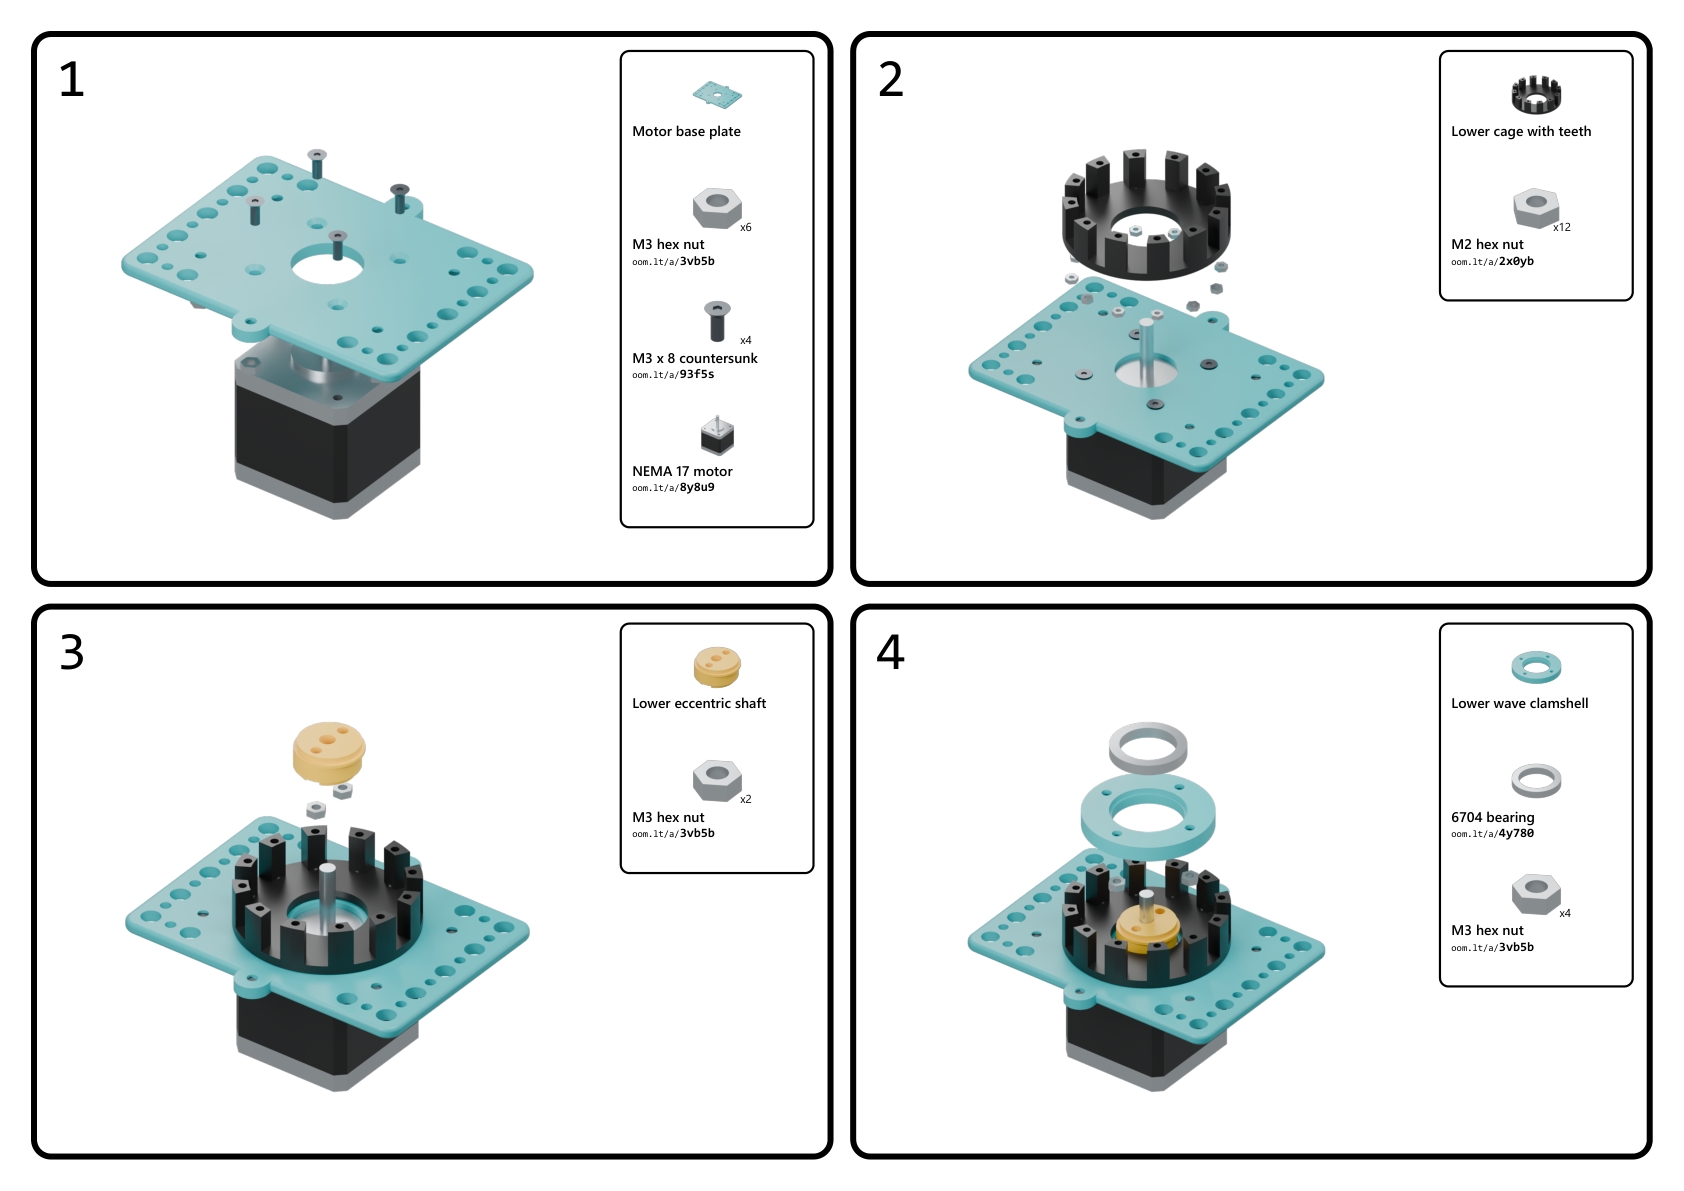 1
Motor base plate
x6
M3 hex nut
oom.lt/a/3vb5b
x4
M3 x 8 countersunk
oom.lt/a/93f5s
NEMA 17 motor
oom.lt/a/8y8u9
2
Lower cage with teeth
x12
M2 hex nut
oom.lt/a/2x0yb
3
Lower eccentric shaft
x2
M3 hex nut
oom.lt/a/3vb5b
4
Lower wave clamshell
6704 bearing
oom.lt/a/4y780
x4
M3 hex nut
oom.lt/a/3vb5b